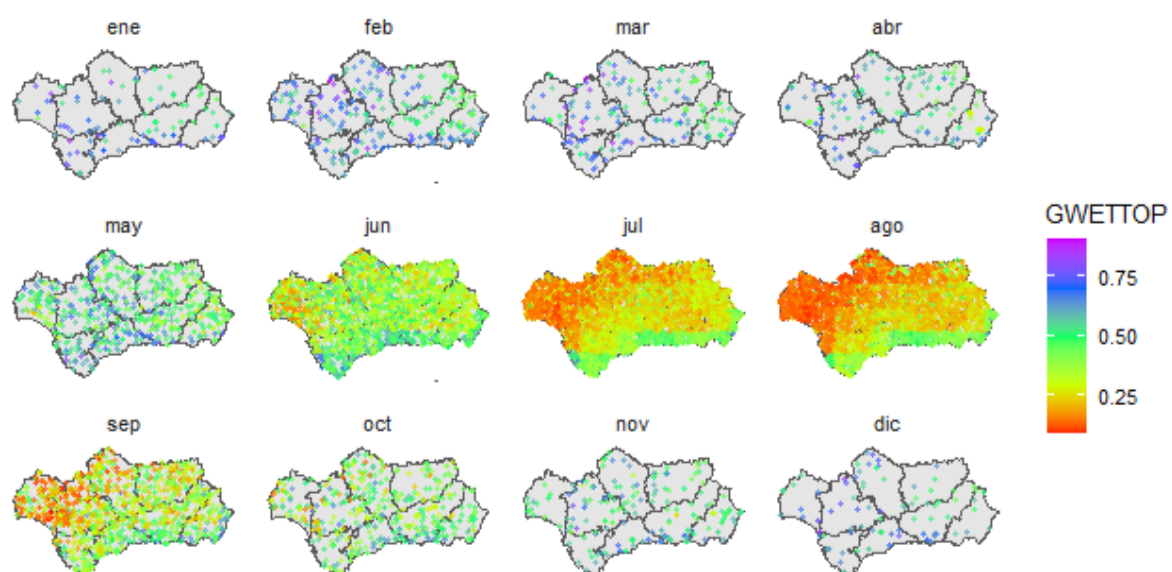 ene feb mar abr
may jun jul ago
GWETTOP
0.75
0.50
0.25
sep oct nov dic